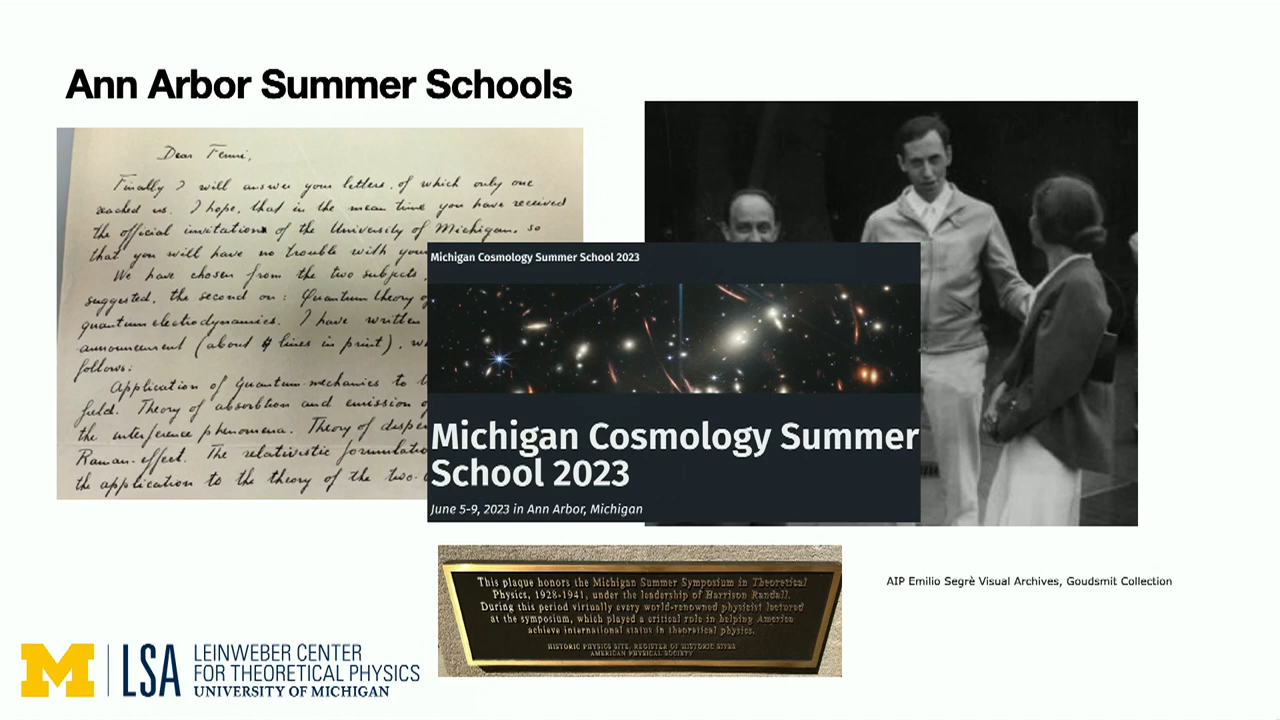 Ann Arbor Summer Schools
Dear Fermi,
Finally I will answer your letters, of which only one
reached us. I hope, that in the mean time you have received
the official invitations of the University of Michigan, so
that you will have no trouble with your
We have chosen from the two subjects
suggested, the second on: Quantum theory of
quantum electrodynamics. I have written
announcement (about 8 lines in print),
follows:
Application of Quantum-mechanics to
field. Theory of absorbtion and emission of
the interference phenomena. Theory of
Raman-effect. The relativistic
the application to the theory of the two-
Michigan Cosmology Summer School 2023
Michigan Cosmology Summer
School 2023
June 5-9, 2023 in Ann Arbor, Michigan
This plaque honors the Michigan Summer Symposium in Theoretical
Physics, 1928-1941, under the leadership of Harrison Randall.
During this period virtually every world-renowned physicist lectured
at the symposium, which played a critical role in helping America
achieve international status in theoretical physics.
HISTORIC PHYSICS SITE, REGISTER OF HISTORIC SITES
AMERICAN PHYSICAL SOCIETY
AIP Emilio Segrè Visual Archives, Goudsmit Collection
M LSA LEINWEBER CENTER
FOR THEORETICAL PHYSICS
UNIVERSITY OF MICHIGAN